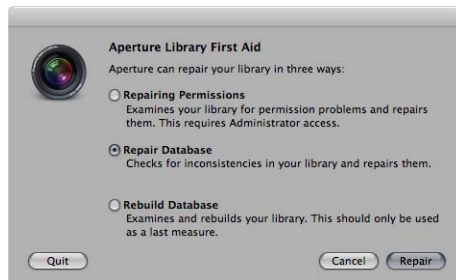 Aperture Library First Aid
Aperture can repair your library in three ways:
Repairing Permissions
Examines your library for permission problems and repairs
them. This requires Administrator access.
Repair Database
Checks for inconsistencies in your library and repairs them.
Rebuild Database
Examines and rebuilds your library. This should only be used
as a last measure.
Quit Cancel Repair